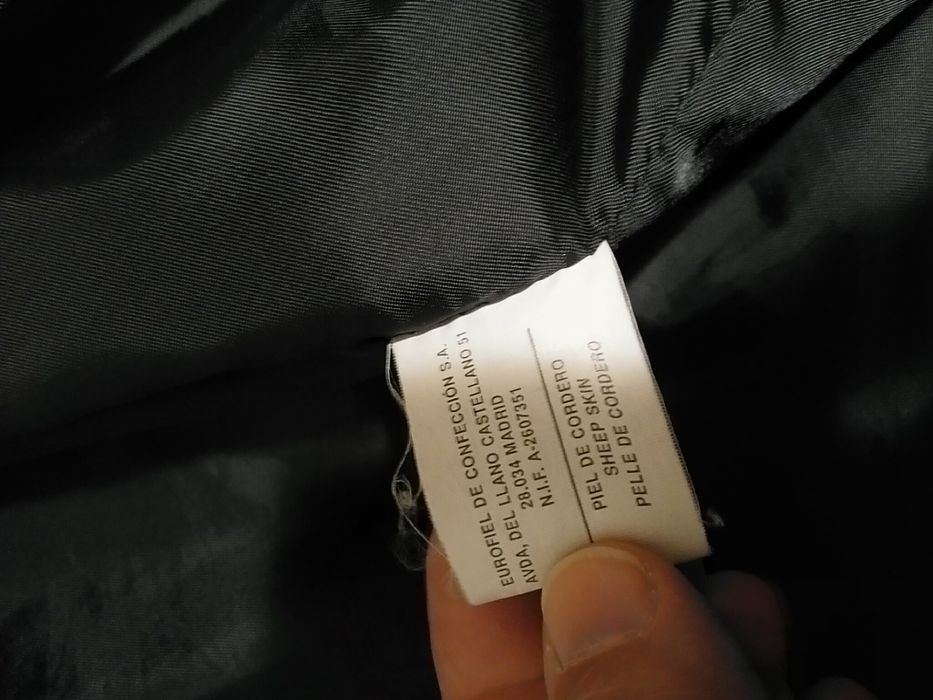 EUROFIEL DE CONFECCIÓN S.A.
AVDA, DEL LLANO CASTELLANO 51
28.034 MADRID
N.I.F. A-2607351
PIEL DE CORDERO
SHEEP SKIN
PELLE DE CORDERO